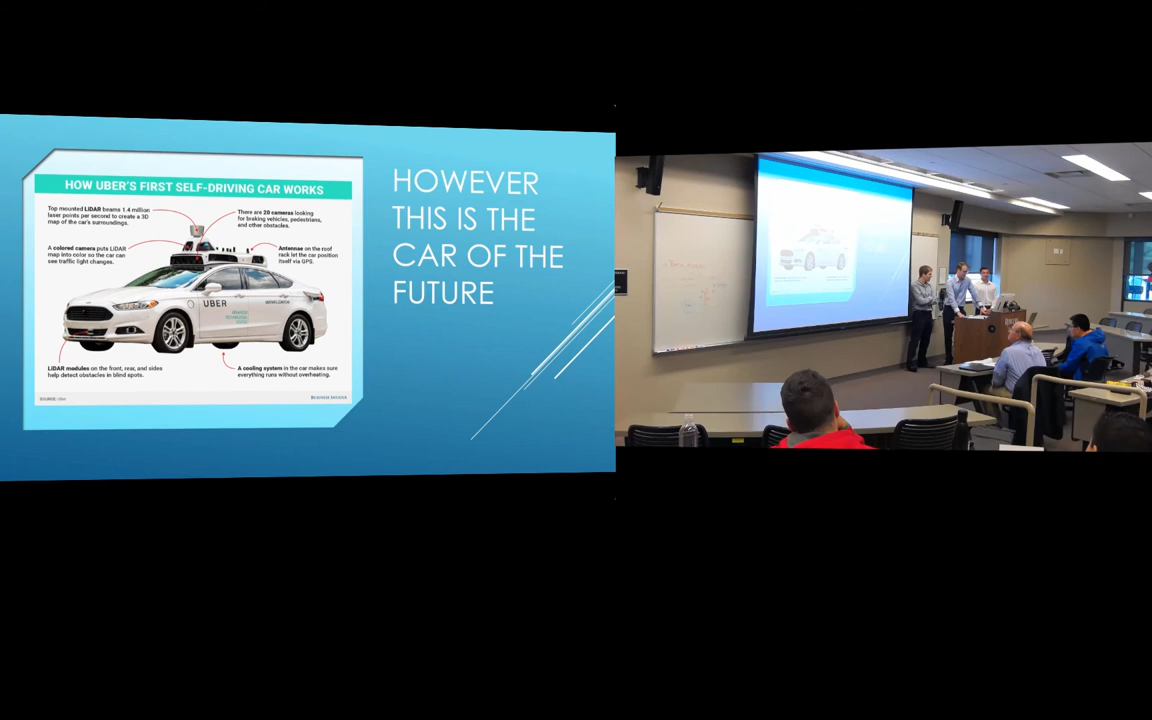 HOW UBER'S FIRST SELF-DRIVING CAR WORKS
Top mounted LiDAR beams 1.4 million
laser points per second to create a 3D
map of the car's surroundings.
There are 20 cameras looking
for braking vehicles, pedestrians,
and other obstacles.
A colored camera puts LiDAR
map into color so the car can
see traffic light changes.
Antennae on the roof
rack let the car position
itself via GPS.
UBER
LiDAR modules on the front, rear, and sides
help detect obstacles in blind spots.
A cooling system in the car makes sure
everything runs without overheating.
SOURCE: Uber
BUSINESS INSIDER
HOWEVER
THIS IS THE
CAR OF THE
FUTURE